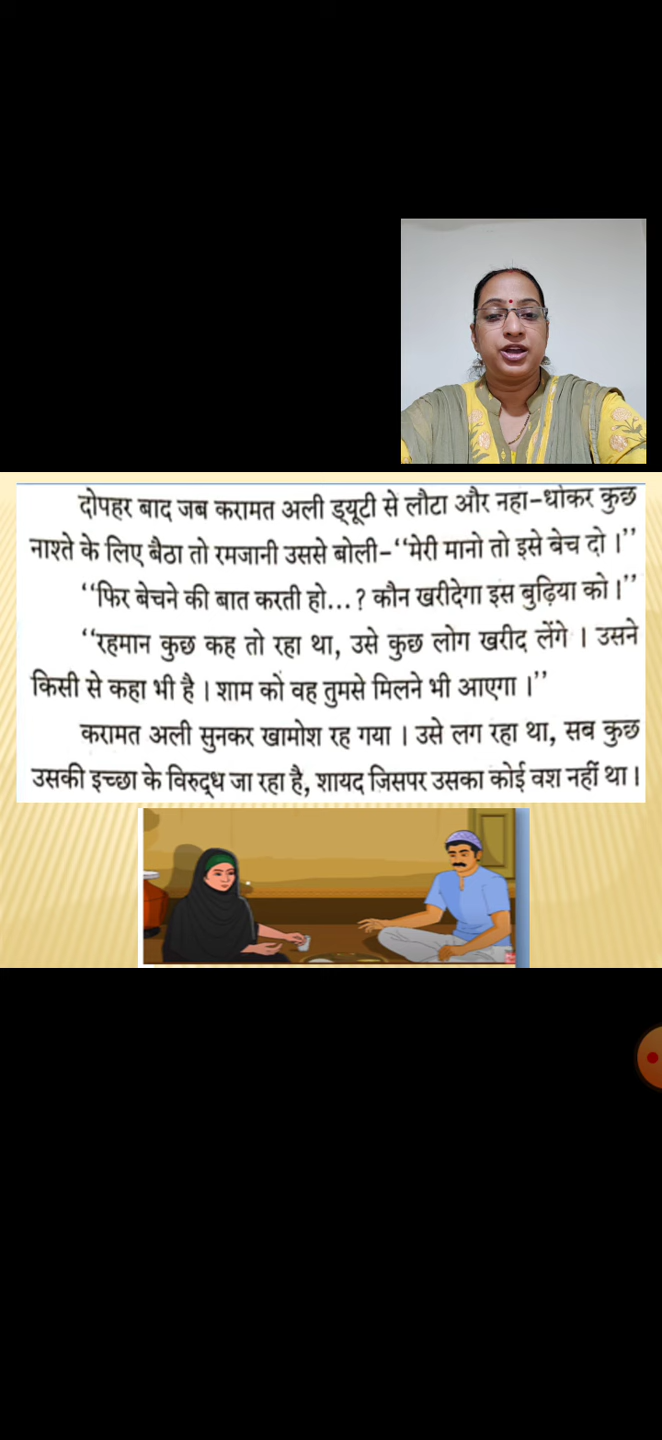 दोपहर बाद जब करामत अली ड्यूटी से लौटा और नहा-धोकर कुछ
नाश्ते के लिए बैठा तो रमजानी उससे बोली-‘‘मेरी मानो तो इसे बेच दो ।’’
‘‘फिर बेचने की बात करती हो...? कौन खरीदेगा इस बुढ़िया को ।’’
‘‘रहमान कुछ कह तो रहा था, उसे कुछ लोग खरीद लेंगे । उसने
किसी से कहा भी है । शाम को वह तुमसे मिलने भी आएगा ।’’
करामत अली सुनकर खामोश रह गया । उसे लग रहा था, सब कुछ
उसकी इच्छा के विरुद्ध जा रहा है, शायद जिसपर उसका कोई वश नहीं था ।